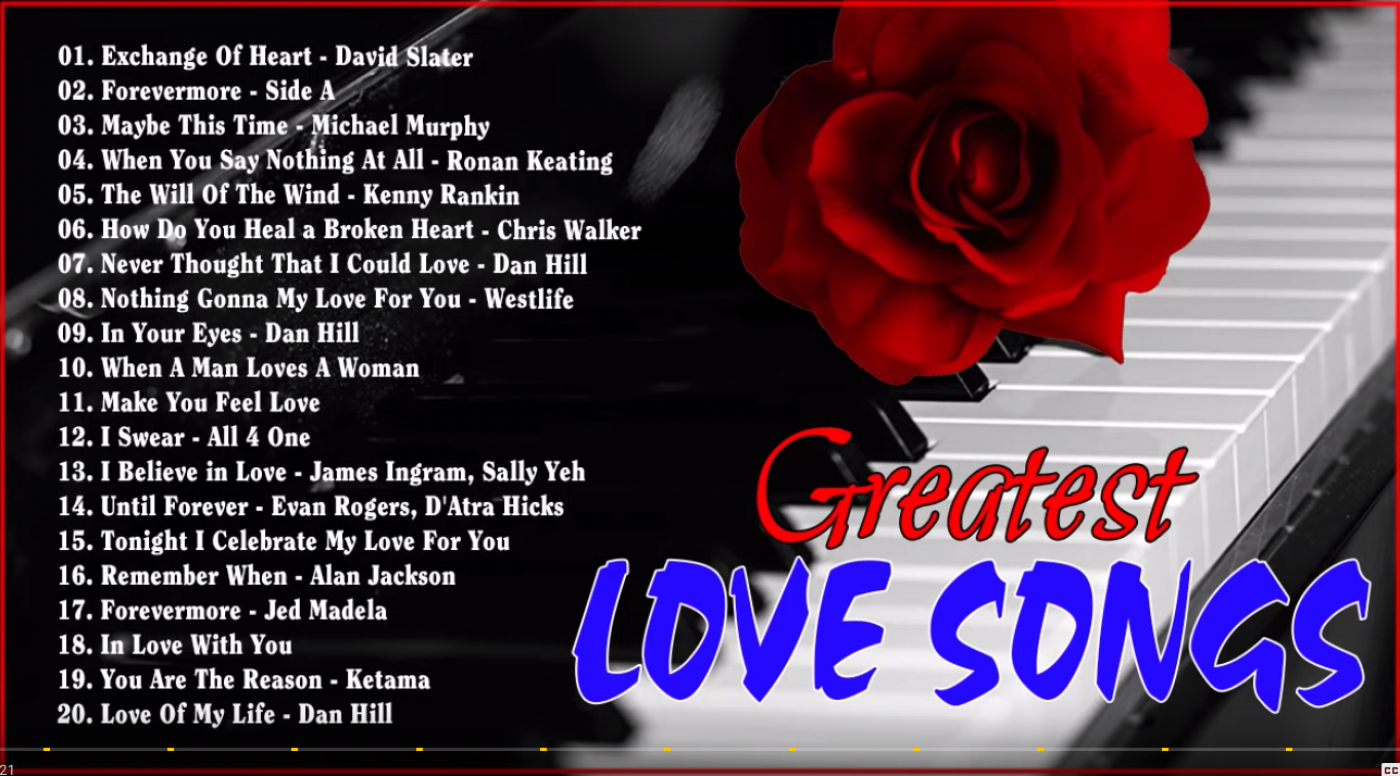 01. Exchange Of Heart - David Slater
02. Forevermore - Side A
03. Maybe This Time - Michael Murphy
04. When You Say Nothing At All - Ronan Keating
05. The Will Of The Wind - Kenny Rankin
06. How Do You Heal a Broken Heart - Chris Walker
07. Never Thought That I Could Love - Dan Hill
08. Nothing Gonna My Love For You - Westlife
09. In Your Eyes - Dan Hill
10. When A Man Loves A Woman
11. Make You Feel Love
12. I Swear - All 4 One
13. I Believe in Love - James Ingram, Sally Yeh
14. Until Forever - Evan Rogers, D'Atra Hicks
15. Tonight I Celebrate My Love For You
16. Remember When - Alan Jackson
17. Forevermore - Jed Madela
18. In Love With You
19. You Are The Reason - Ketama
20. Love Of My Life - Dan Hill
Greatest
LOVE SONGS
21